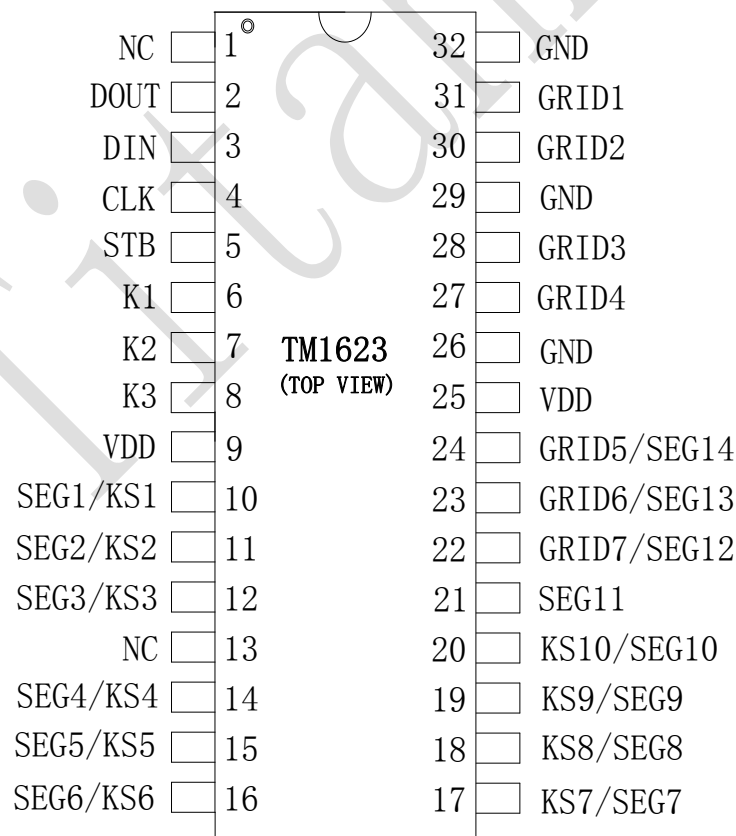 NC 1 32 GND
DOUT 2 31 GRID1
DIN 3 30 GRID2
CLK 4 29 GND
STB 5 28 GRID3
K1 6 27 GRID4
K2 7 TM1623 26 GND
K3 8 (TOP VIEW) 25 VDD
VDD 9 24 GRID5/SEG14
SEG1/KS1 10 23 GRID6/SEG13
SEG2/KS2 11 22 GRID7/SEG12
SEG3/KS3 12 21 SEG11
NC 13 20 KS10/SEG10
SEG4/KS4 14 19 KS9/SEG9
SEG5/KS5 15 18 KS8/SEG8
SEG6/KS6 16 17 KS7/SEG7